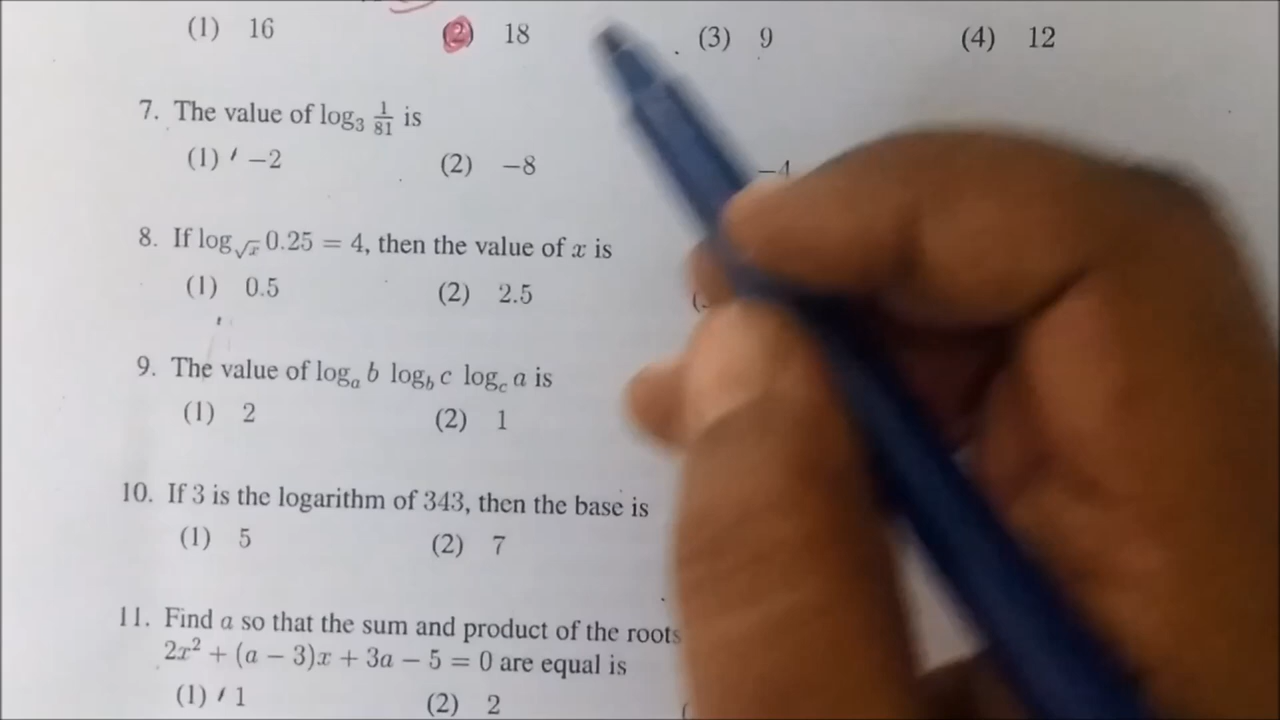 (1) 16 (2) 18 (3) 9 (4) 12
7. The value of log₃ 1/81 is
(1) −2 (2) −8 −4
8. If log√x 0.25 = 4, then the value of x is
(1) 0.5 (2) 2.5
9. The value of logₐ b log_b c log_c a is
(1) 2 (2) 1
10. If 3 is the logarithm of 343, then the base is
(1) 5 (2) 7
11. Find a so that the sum and product of the roots
2x² + (a − 3)x + 3a − 5 = 0 are equal is
(1) 1 (2) 2